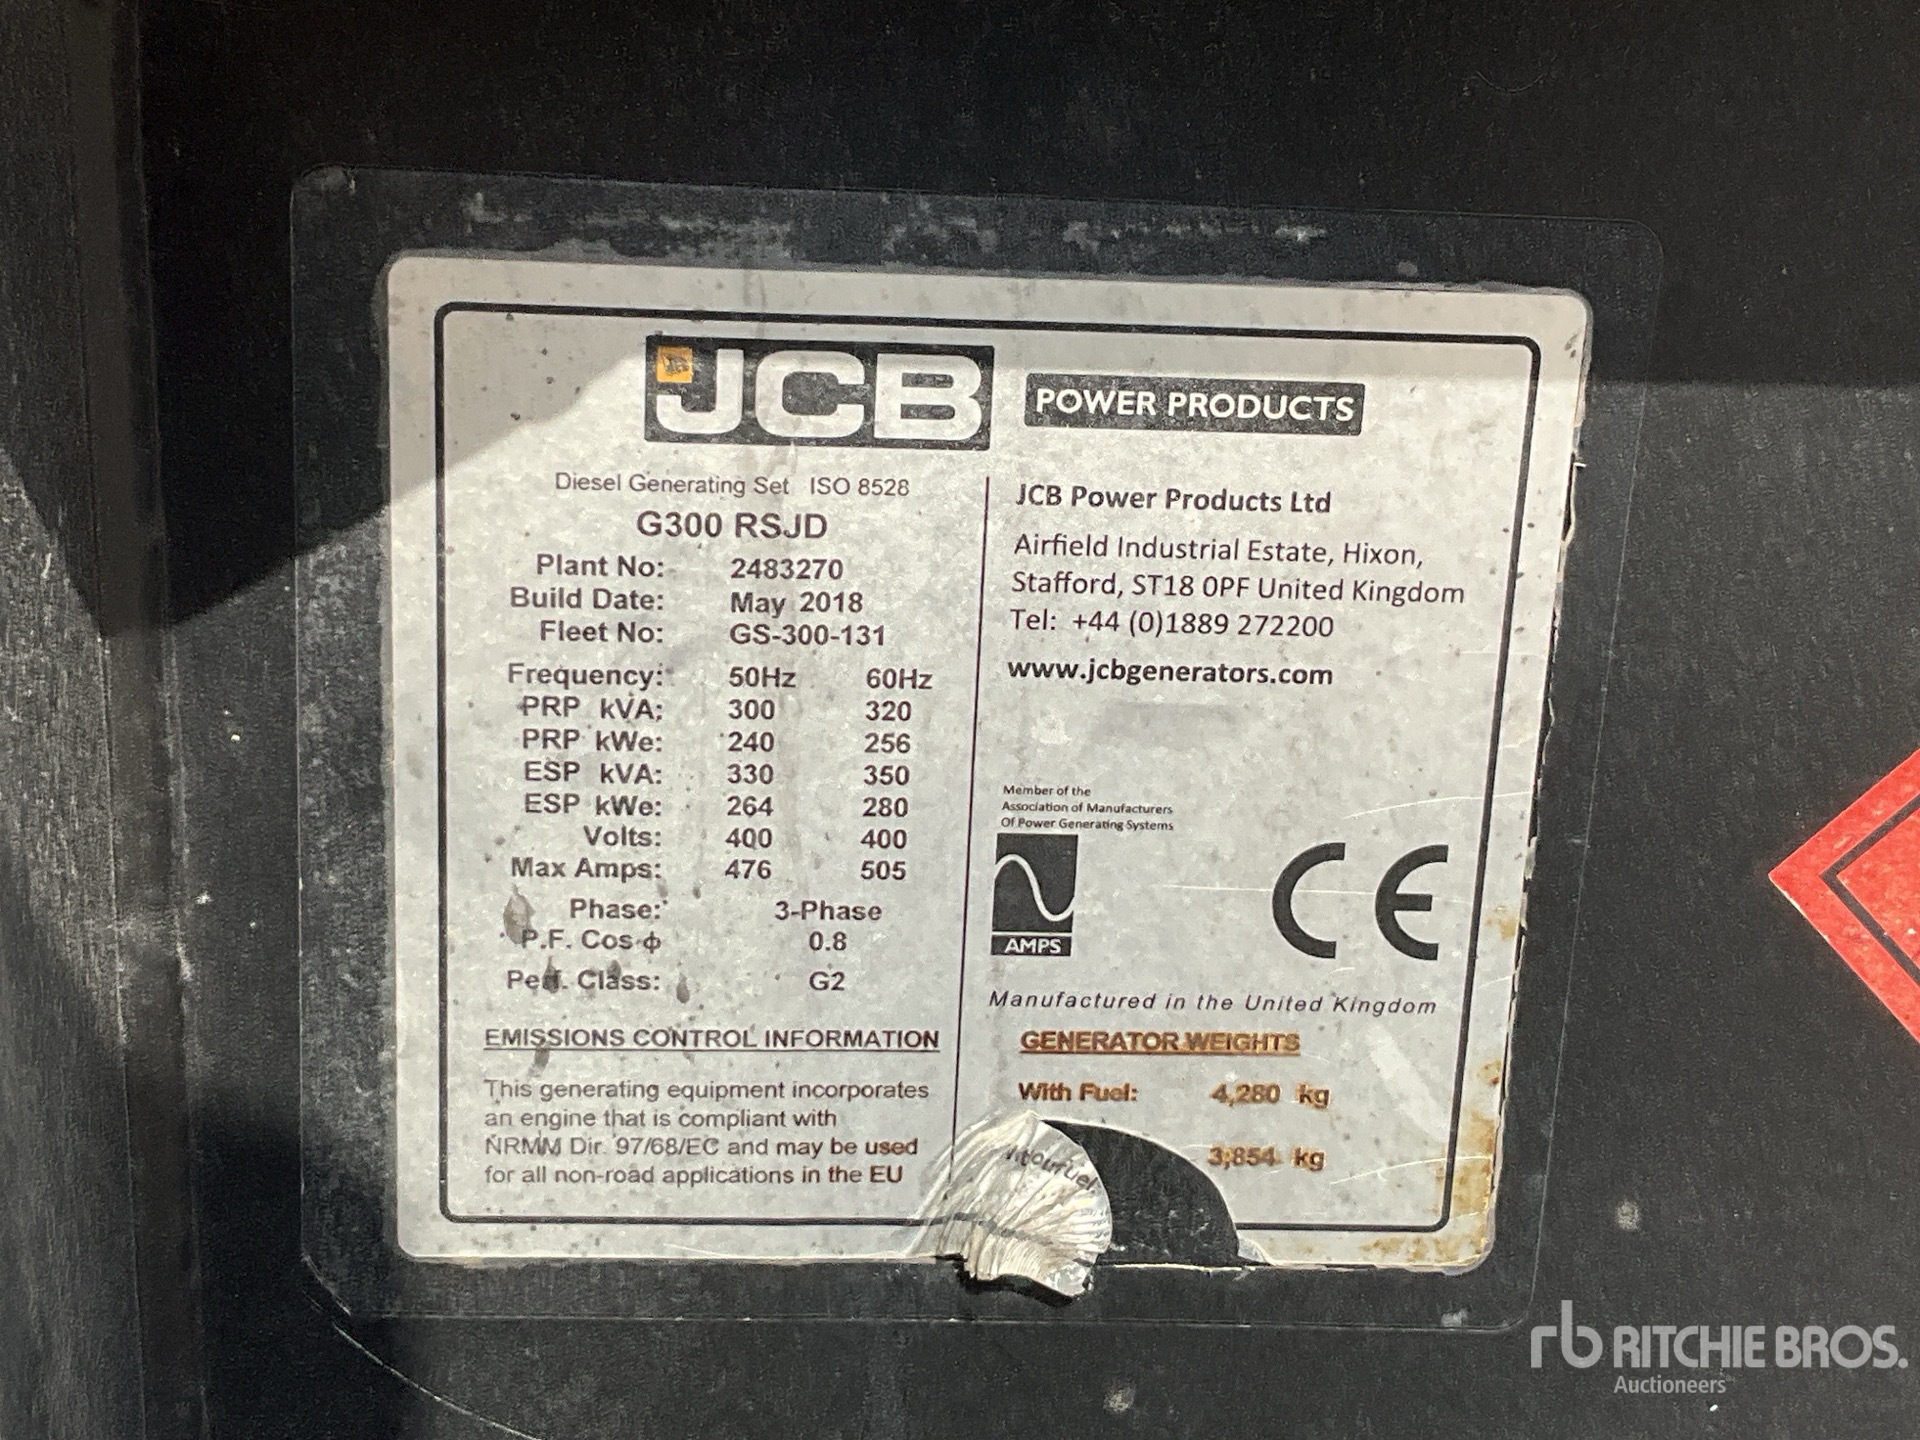 JCB POWER PRODUCTS
Diesel Generating Set ISO 8528
G300 RSJD
Plant No: 2483270
Build Date: May 2018
Fleet No: GS-300-131
Frequency: 50Hz 60Hz
PRP kVA: 300 320
PRP kWe: 240 256
ESP kVA: 330 350
ESP kWe: 264 280
Volts: 400 400
Max Amps: 476 505
Phase: 3-Phase
P.F. Cos ϕ 0.8
Perf. Class: G2
EMISSIONS CONTROL INFORMATION
This generating equipment incorporates
an engine that is compliant with
NRMM Dir. 97/68/EC and may be used
for all non-road applications in the EU
JCB Power Products Ltd
Airfield Industrial Estate, Hixon,
Stafford, ST18 0PF United Kingdom
Tel: +44 (0)1889 272200
www.jcbgenerators.com
Member of the
Association of Manufacturers
Of Power Generating Systems
AMPS
CE
Manufactured in the United Kingdom
GENERATOR WEIGHTS
With Fuel: 4,280 kg
Fuel: 3,854 kg
rb RITCHIE BROS.
Auctioneers